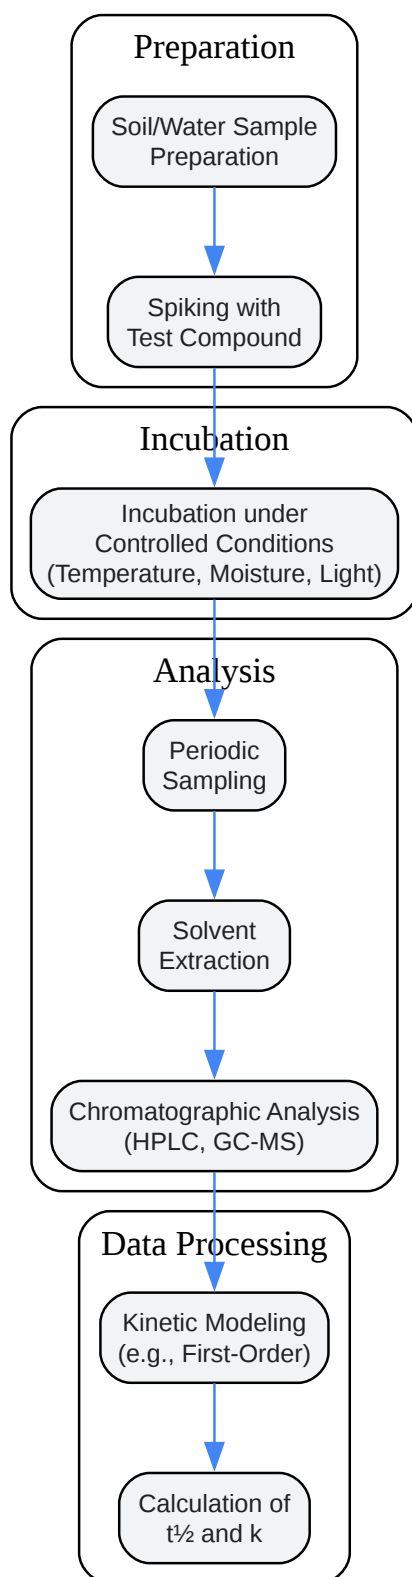 Preparation
Soil/Water Sample
Preparation
Spiking with
Test Compound
Incubation
Incubation under
Controlled Conditions
(Temperature, Moisture, Light)
Analysis
Periodic
Sampling
Solvent
Extraction
Chromatographic Analysis
(HPLC, GC-MS)
Data Processing
Kinetic Modeling
(e.g., First-Order)
Calculation of
t½ and k